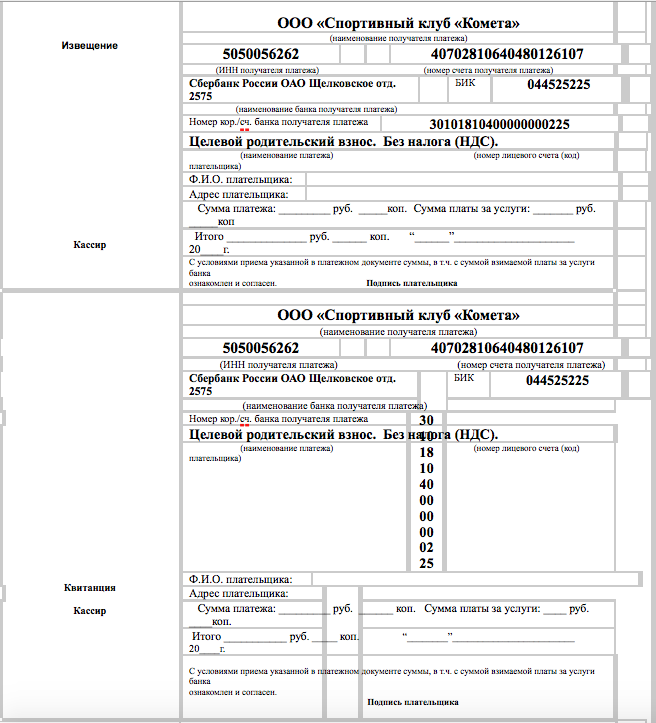 ООО «Спортивный клуб «Комета»
Извещение
(наименование получателя платежа)
5050056262 40702810640480126107
(ИНН получателя платежа) (номер счета получателя платежа)
Сбербанк России ОАО Щелковское отд. БИК 044525225
2575
(наименование банка получателя платежа)
Номер кор./сч. банка получателя платежа 30101810400000000225
Целевой родительский взнос. Без налога (НДС).
(наименование платежа) (номер лицевого счета (код)
плательщика)
Ф.И.О. плательщика:
Адрес плательщика:
Сумма платежа: _________ руб. _____коп. Сумма платы за услуги: _______ руб.
_____коп
Итого ______________ руб. ______ коп. “______”_____________________
20____г.
Кассир
С условиями приема указанной в платежном документе суммы, в т.ч. с суммой взимаемой платы за услуги
банка
ознакомлен и согласен. Подпись плательщика
ООО «Спортивный клуб «Комета»
(наименование получателя платежа)
5050056262 40702810640480126107
(ИНН получателя платежа) (номер счета получателя платежа)
Сбербанк России ОАО Щелковское отд. БИК 044525225
2575
(наименование банка получателя платежа)
Номер кор./сч. банка получателя платежа 30
Целевой родительский взнос. Без налога (НДС).
10
(наименование платежа) (номер лицевого счета (код)
плательщика)
18
10
40
00
00
00
02
25
Ф.И.О. плательщика:
Квитанция
Адрес плательщика:
Кассир
Сумма платежа: _________ руб. ______ коп. Сумма платы за услуги: ____ руб.
____коп.
Итого ___________ руб. ____ коп. “_______”_____________________
20____г.
С условиями приема указанной в платежном документе суммы, в т.ч. с суммой взимаемой платы за услуги
банка
ознакомлен и согласен.
Подпись плательщика